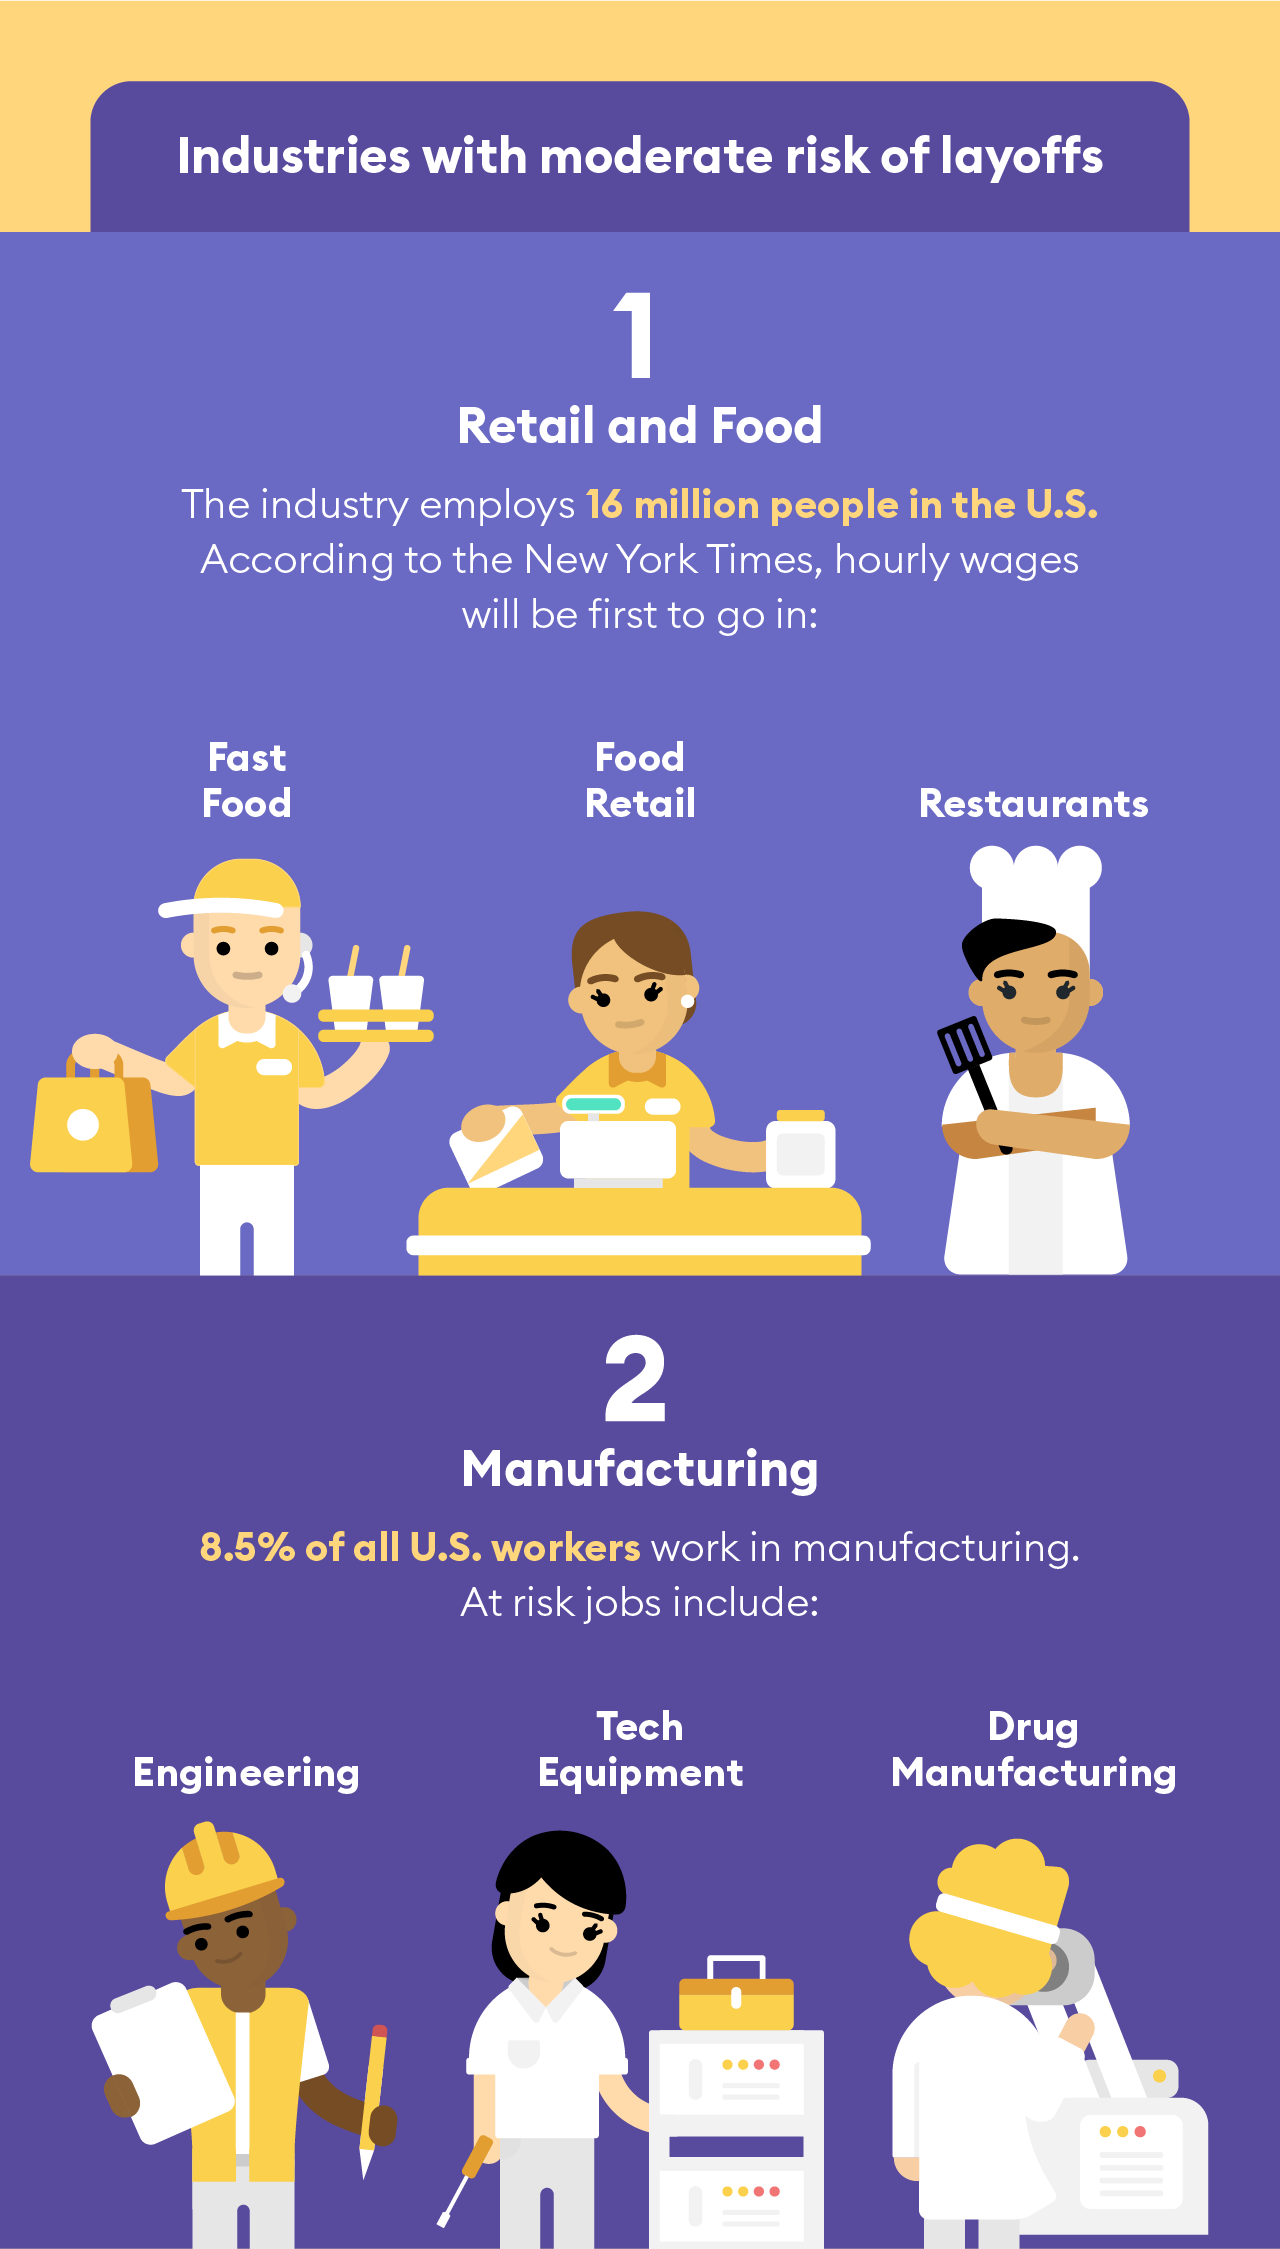 Industries with moderate risk of layoffs
1
Retail and Food
The industry employs 16 million people in the U.S.
According to the New York Times, hourly wages
will be first to go in:
Fast
Food
Food
Retail
Restaurants
2
Manufacturing
8.5% of all U.S. workers work in manufacturing.
At risk jobs include:
Engineering
Tech
Equipment
Drug
Manufacturing